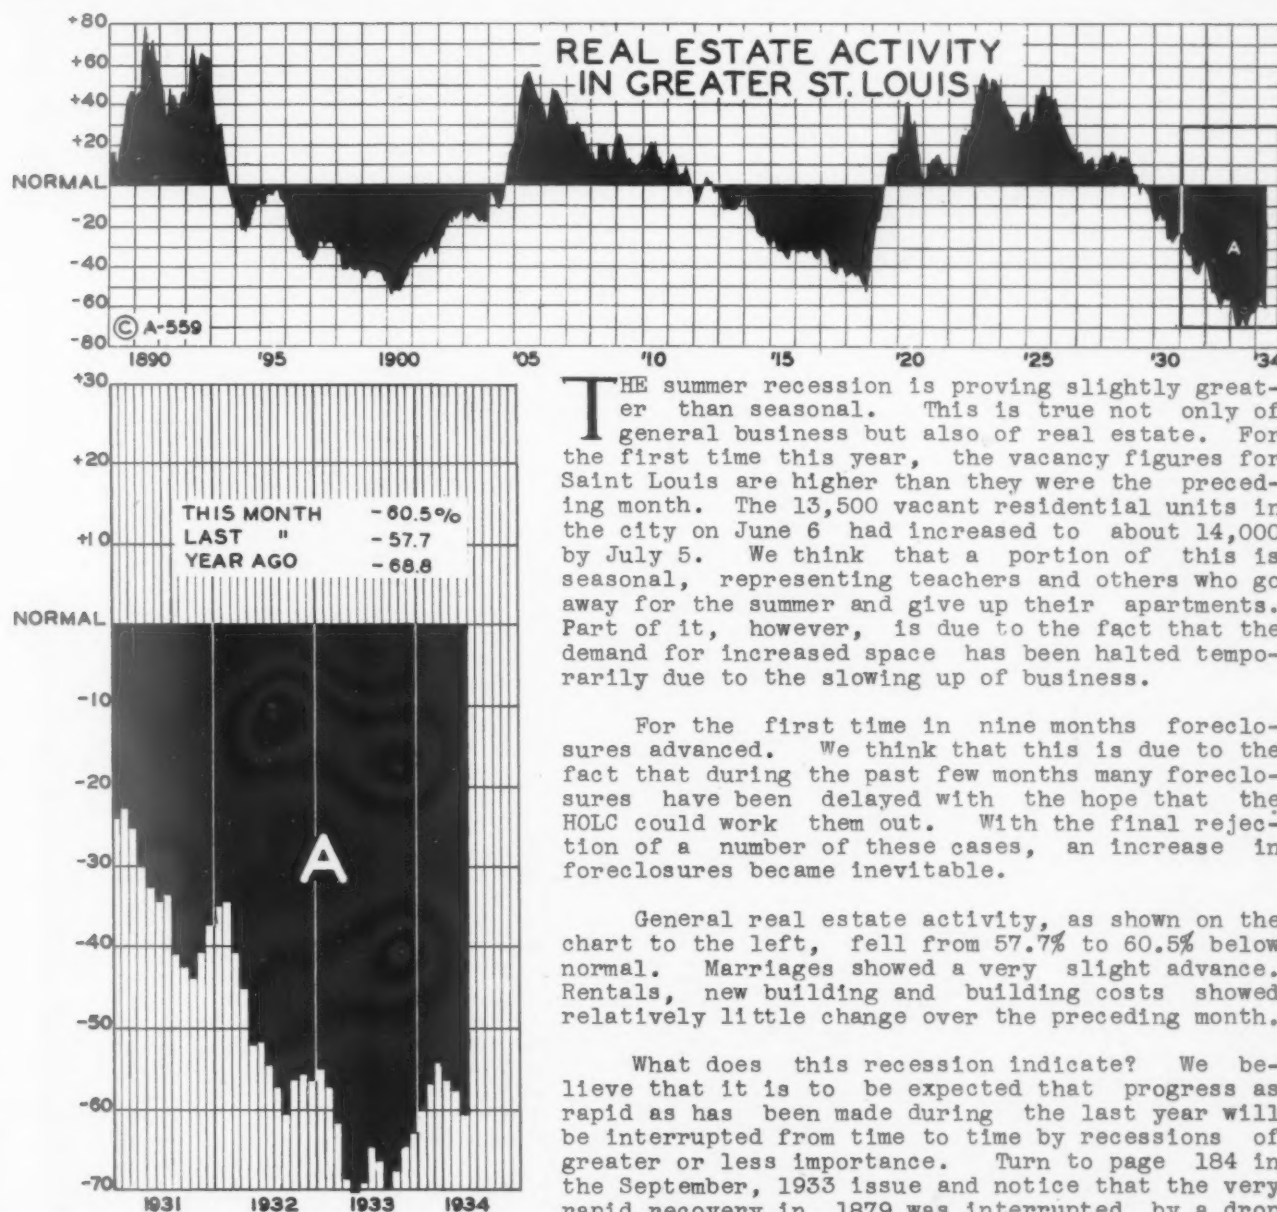 REAL ESTATE ACTIVITY
IN GREATER ST. LOUIS
+80
+60
+40
+20
NORMAL
-20
-40
-60
-80
A
© A-559
1890 '95 1900 '05 '10 '15 '20 '25 '30 '34
+30
+20
+10
NORMAL
-10
-20
-30
-40
-50
-60
-70
THIS MONTH -60.5%
LAST " -57.7
YEAR AGO -68.8
A
1931 1932 1933 1934
THE summer recession is proving slightly great-
er than seasonal. This is true not only of
general business but also of real estate. For
the first time this year, the vacancy figures for
Saint Louis are higher than they were the preced-
ing month. The 13,500 vacant residential units in
the city on June 6 had increased to about 14,000
by July 5. We think that a portion of this is
seasonal, representing teachers and others who go
away for the summer and give up their apartments.
Part of it, however, is due to the fact that the
demand for increased space has been halted tempo-
rarily due to the slowing up of business.
For the first time in nine months foreclo-
sures advanced. We think that this is due to the
fact that during the past few months many foreclo-
sures have been delayed with the hope that the
HOLC could work them out. With the final rejec-
tion of a number of these cases, an increase in
foreclosures became inevitable.
General real estate activity, as shown on the
chart to the left, fell from 57.7% to 60.5% below
normal. Marriages showed a very slight advance.
Rentals, new building and building costs showed
relatively little change over the preceding month.
What does this recession indicate? We be-
lieve that it is to be expected that progress as
rapid as has been made during the last year will
be interrupted from time to time by recessions of
greater or less importance. Turn to page 184 in
the September, 1933 issue and notice that the very
rapid recovery in 1879 was interrupted by a drop